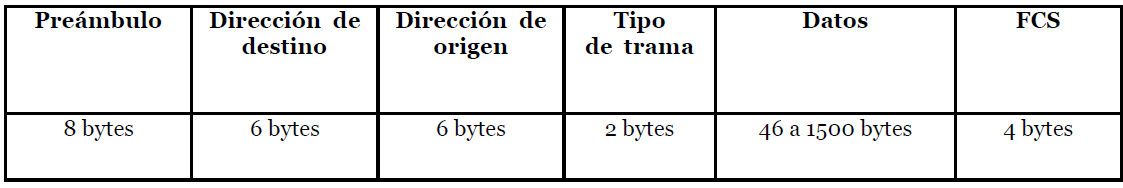 Preámbulo
Dirección de
destino
Dirección de
origen
Tipo
de trama
Datos
FCS
8 bytes
6 bytes
6 bytes
2 bytes
46 a 1500 bytes
4 bytes